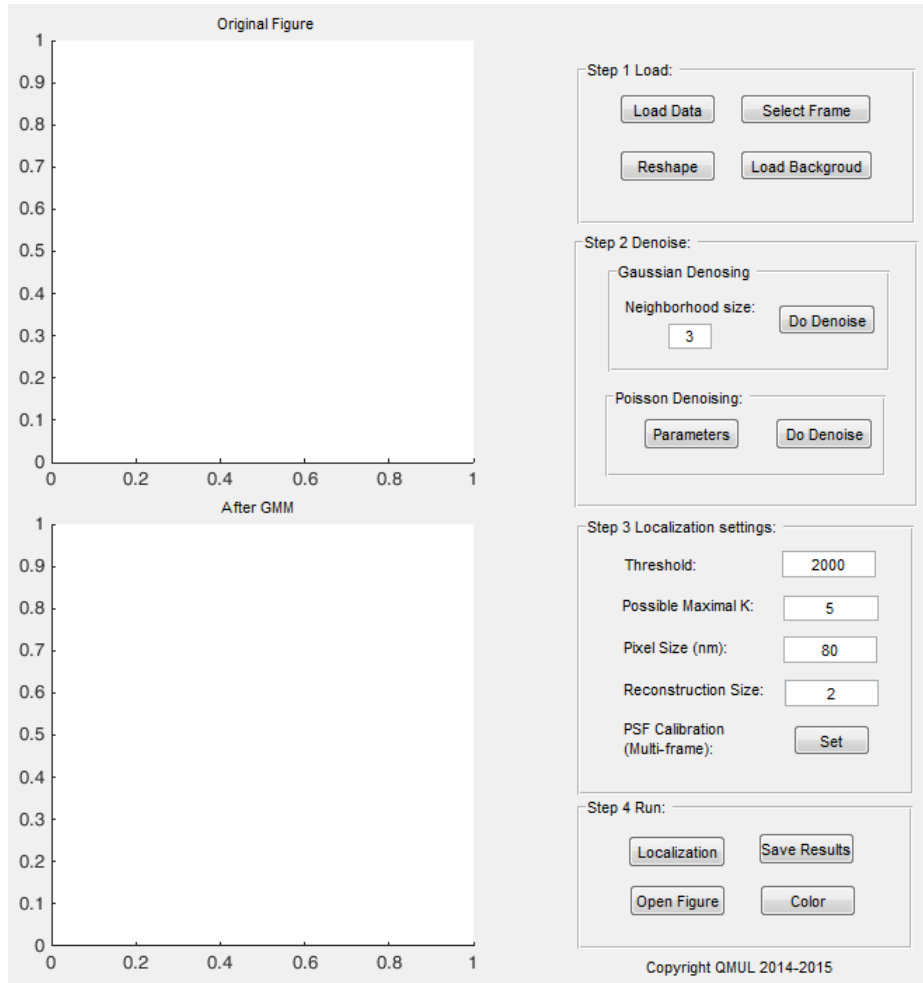 Original Figure
1
0.9
0.8
0.7
0.6
0.5
0.4
0.3
0.2
0.1
0
0 0.2 0.4 0.6 0.8 1
After GMM
1
0.9
0.8
0.7
0.6
0.5
0.4
0.3
0.2
0.1
0
0 0.2 0.4 0.6 0.8 1
Step 1 Load:
Load Data Select Frame
Reshape Load Backgroud
Step 2 Denoise:
Gaussian Denosing
Neighborhood size:
3
Do Denoise
Poisson Denoising:
Parameters Do Denoise
Step 3 Localization settings:
Threshold: 2000
Possible Maximal K: 5
Pixel Size (nm): 80
Reconstruction Size: 2
PSF Calibration
(Multi-frame):
Set
Step 4 Run:
Localization Save Results
Open Figure Color
Copyright QMUL 2014-2015